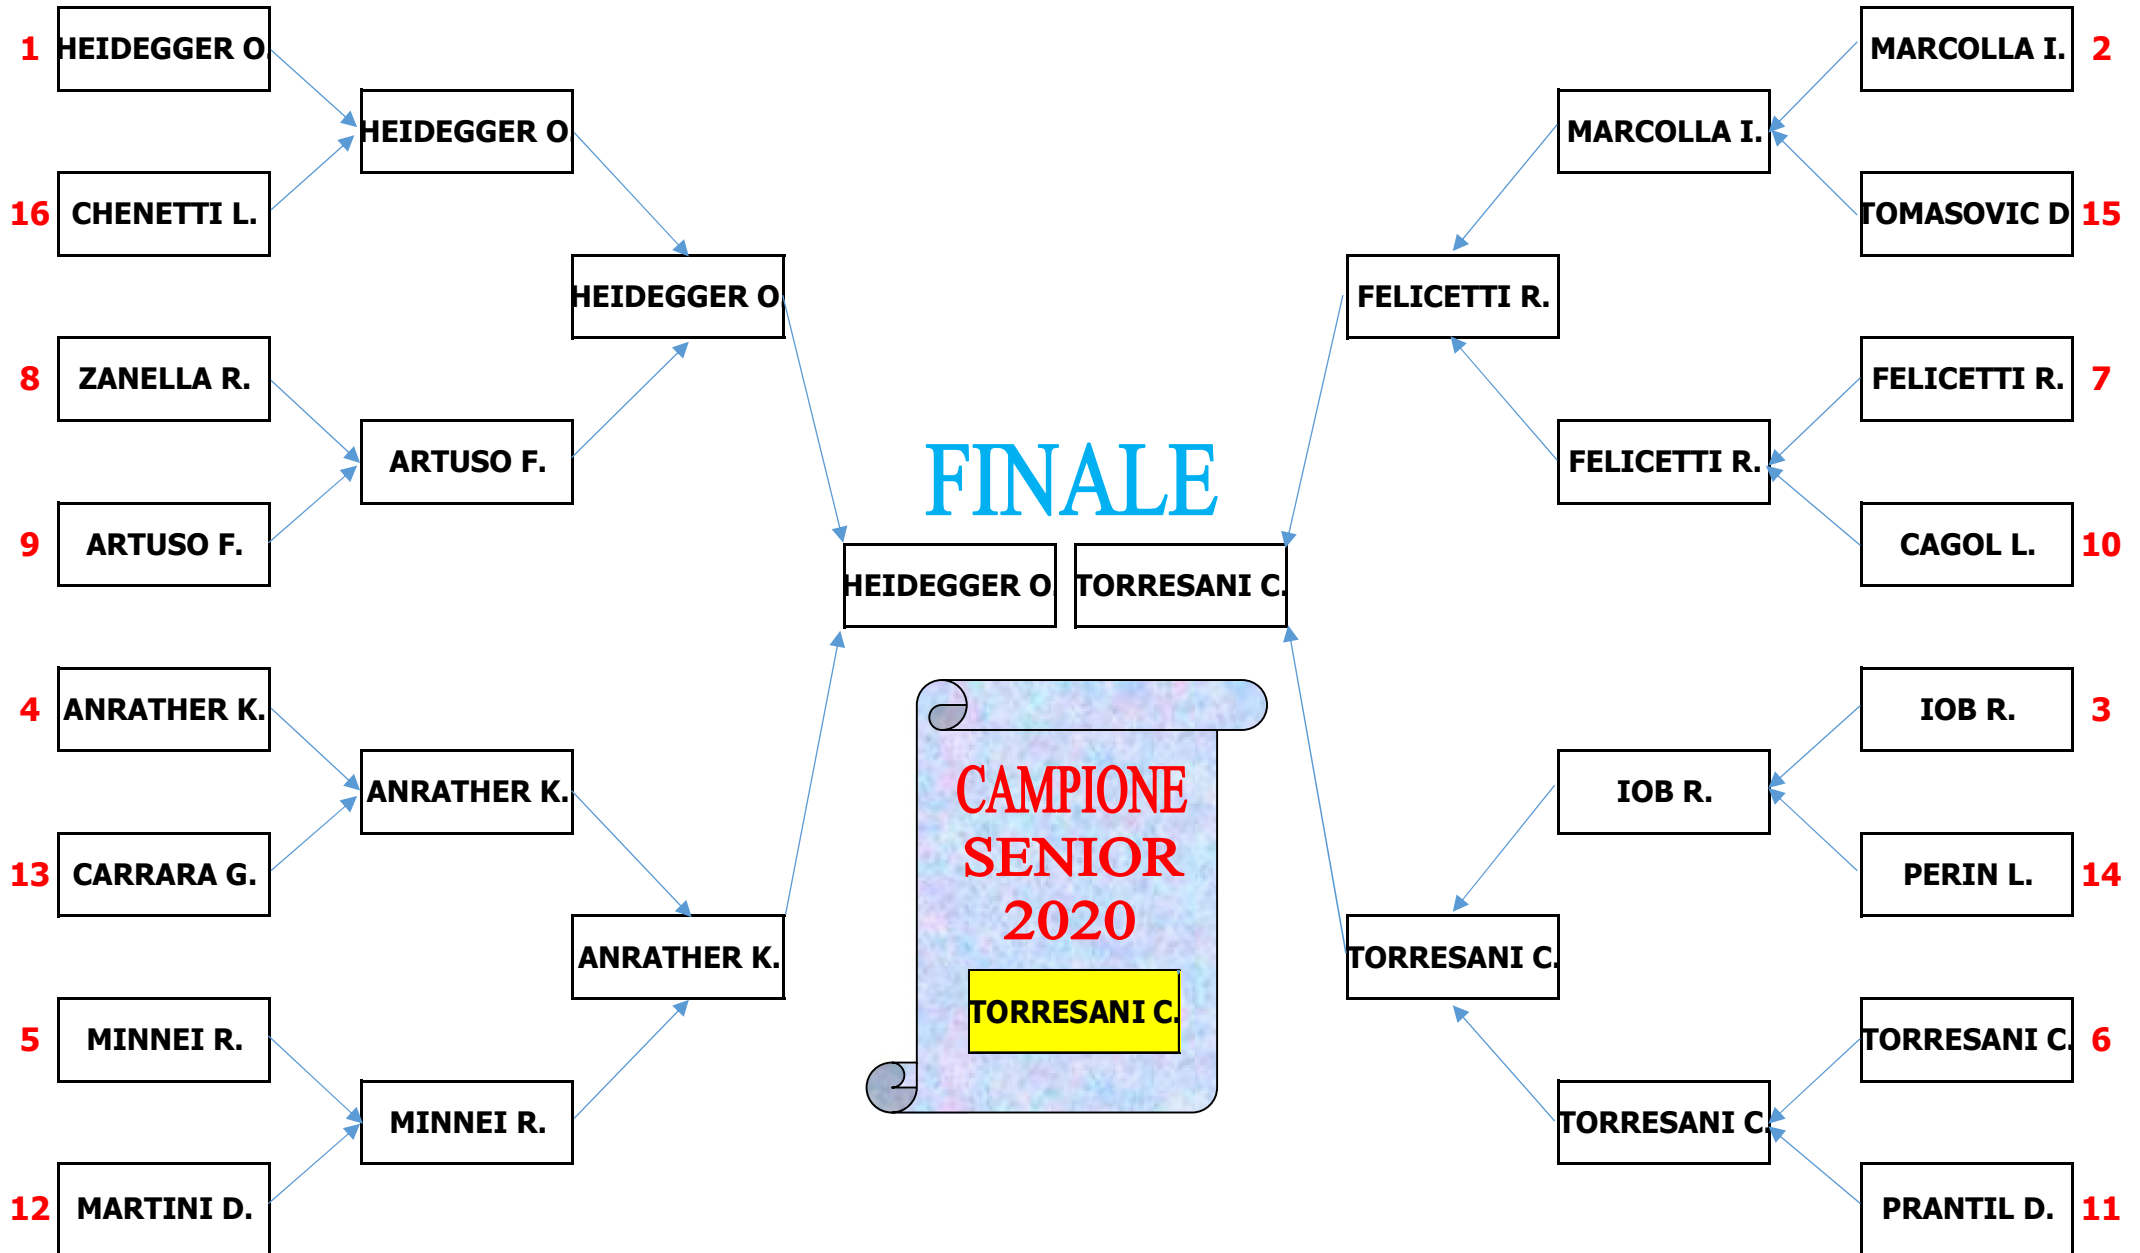 1 HEIDEGGER O.
HEIDEGGER O.
16 CHENETTI L.
HEIDEGGER O.
8 ZANELLA R.
ARTUSO F.
9 ARTUSO F.
4 ANRATHER K.
ANRATHER K.
13 CARRARA G.
ANRATHER K.
5 MINNEI R.
MINNEI R.
12 MARTINI D.
FINALE
HEIDEGGER O. TORRESANI C.
CAMPIONE
SENIOR
2020
TORRESANI C.
MARCOLLA I. 2
MARCOLLA I.
TOMASOVIC D 15
FELICETTI R.
FELICETTI R. 7
FELICETTI R.
CAGOL L. 10
IOB R. 3
IOB R.
PERIN L. 14
TORRESANI C.
TORRESANI C. 6
TORRESANI C.
PRANTIL D. 11